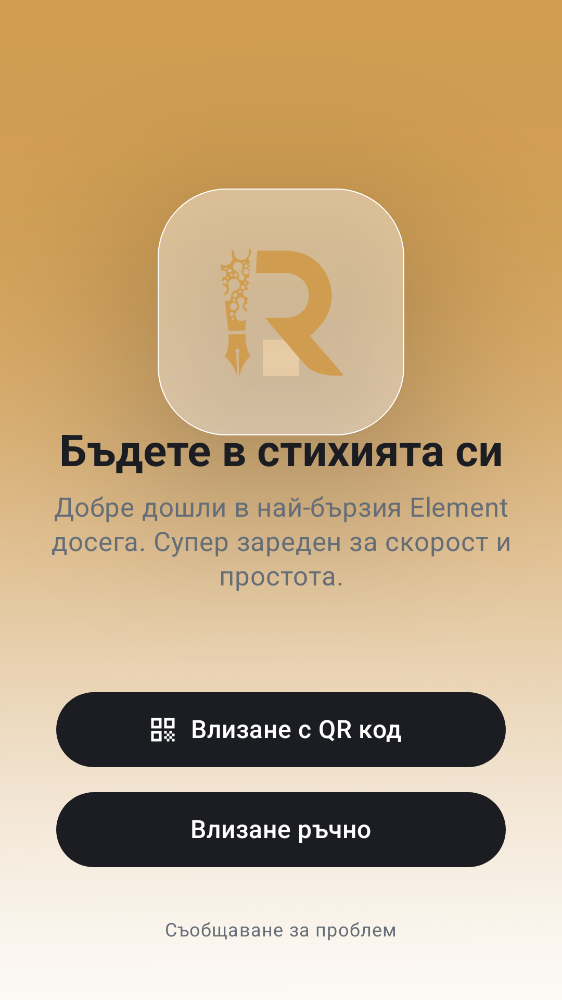 R
Бъдете в стихията си
Добре дошли в най-бързия Element
досега. Супер зареден за скорост и
простота.
Влизане с QR код
Влизане ръчно
Съобщаване за проблем